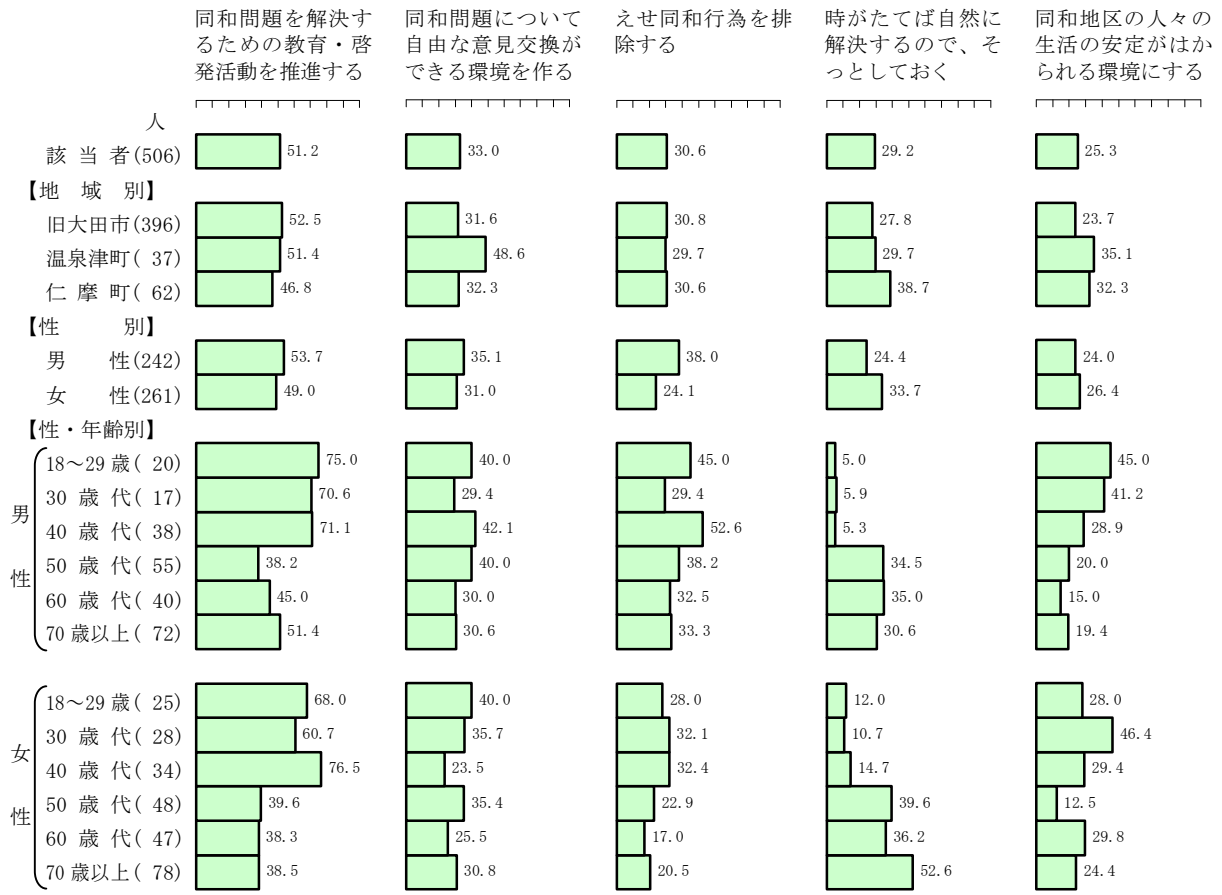 同和問題を解決するための教育・啓発活動を推進する
同和問題について自由な意見交換ができる環境を作る
えせ同和行為を排除する
時がたてば自然に解決するので、そっとしておく
同和地区の人々の生活の安定がはかられる環境にする
人
該当者(506) 51.2 33.0 30.6 29.2 25.3
【地域別】
旧大田市(396) 52.5 31.6 30.8 27.8 23.7
温泉津町( 37) 51.4 48.6 29.7 29.7 35.1
仁摩町( 62) 46.8 32.3 30.6 38.7 32.3
【性別】
男性(242) 53.7 35.1 38.0 24.4 24.0
女性(261) 49.0 31.0 24.1 33.7 26.4
【性・年齢別】
男性
18～29歳( 20) 75.0 40.0 45.0 5.0 45.0
30歳代( 17) 70.6 29.4 29.4 5.9 41.2
40歳代( 38) 71.1 42.1 52.6 5.3 28.9
50歳代( 55) 38.2 40.0 38.2 34.5 20.0
60歳代( 40) 45.0 30.0 32.5 35.0 15.0
70歳以上( 72) 51.4 30.6 33.3 30.6 19.4
女性
18～29歳( 25) 68.0 40.0 28.0 12.0 28.0
30歳代( 28) 60.7 35.7 32.1 10.7 46.4
40歳代( 34) 76.5 23.5 32.4 14.7 29.4
50歳代( 48) 39.6 35.4 22.9 39.6 12.5
60歳代( 47) 38.3 25.5 17.0 36.2 29.8
70歳以上( 78) 38.5 30.8 20.5 52.6 24.4